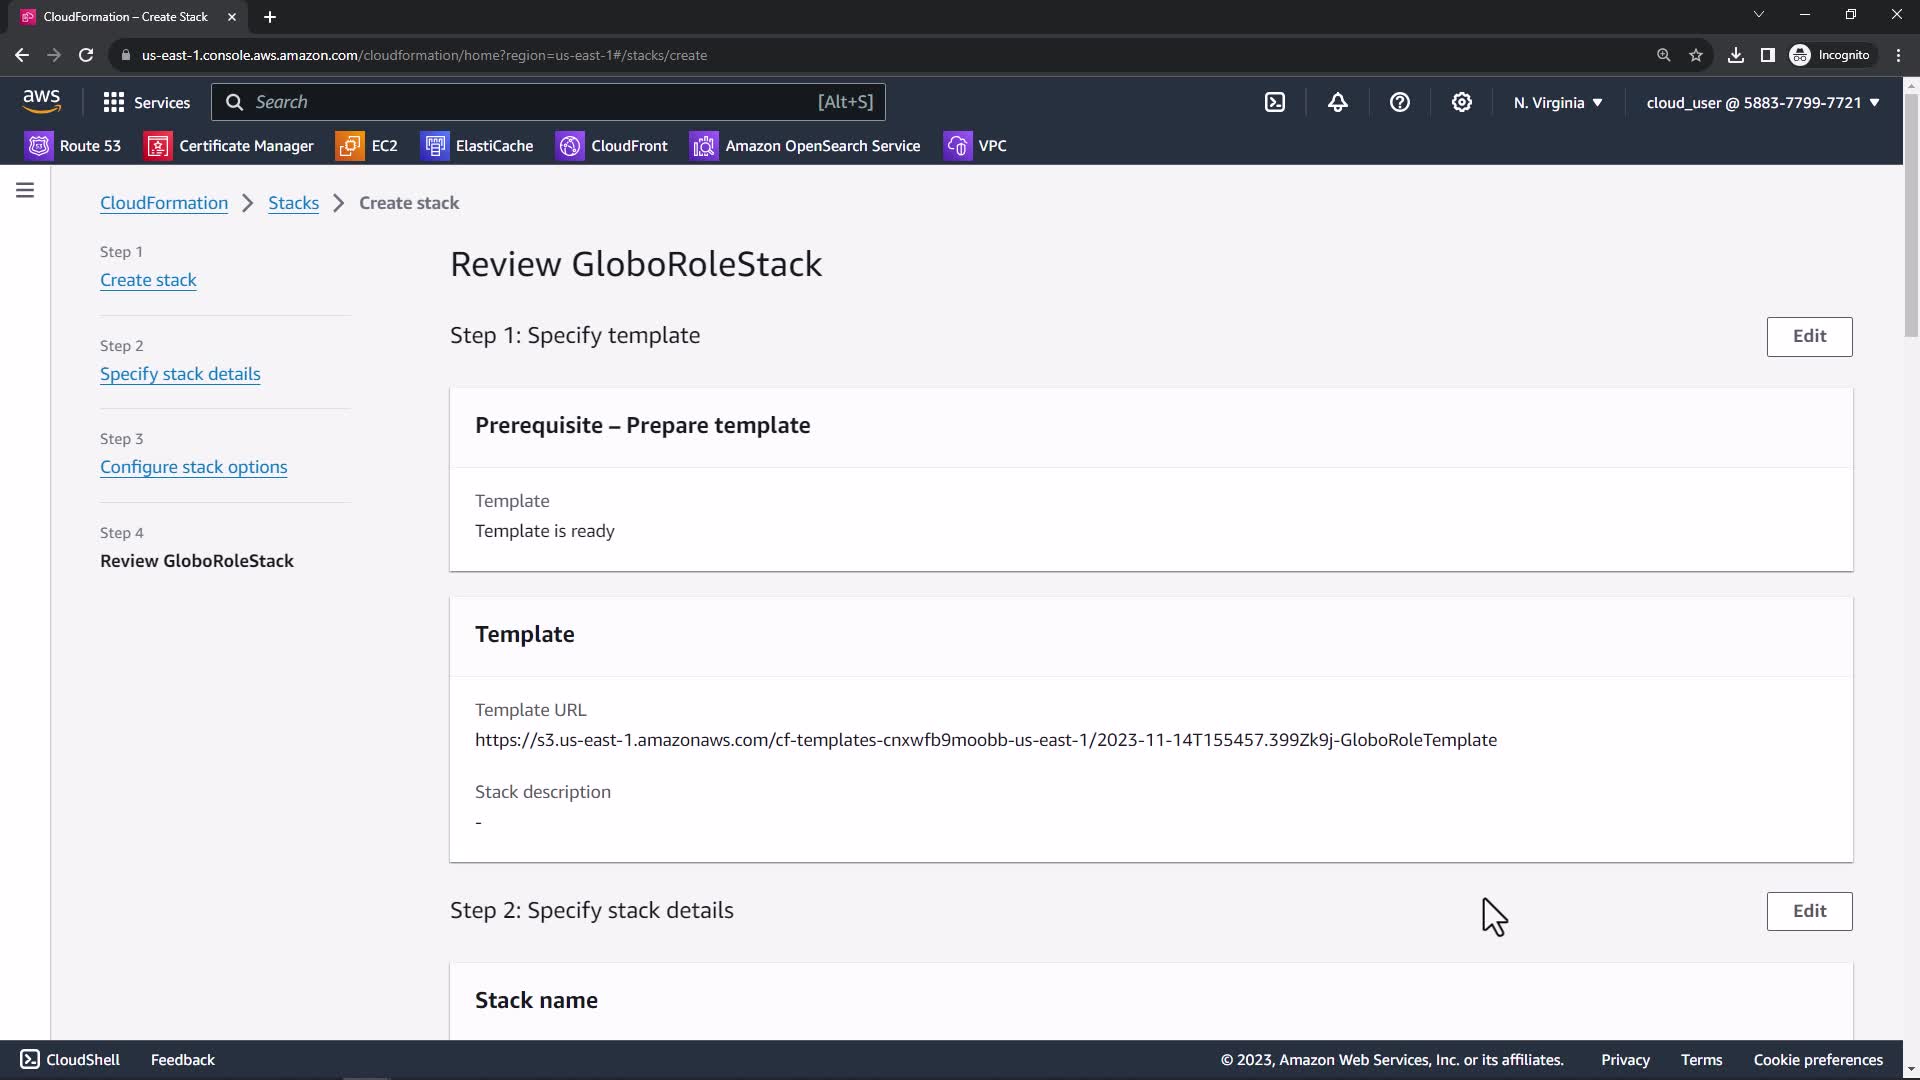 CloudFormation – Create Stack
us-east-1.console.aws.amazon.com/cloudformation/home?region=us-east-1#/stacks/create
Incognito
aws
Services
Search
[Alt+S]
N. Virginia
cloud_user @ 5883-7799-7721
Route 53
Certificate Manager
EC2
ElastiCache
CloudFront
Amazon OpenSearch Service
VPC
CloudFormation
Stacks
Create stack
Step 1
Create stack
Step 2
Specify stack details
Step 3
Configure stack options
Step 4
Review GloboRoleStack
Review GloboRoleStack
Step 1: Specify template
Edit
Prerequisite – Prepare template
Template
Template is ready
Template
Template URL
https://s3.us-east-1.amazonaws.com/cf-templates-cnxwfb9moobb-us-east-1/2023-11-14T155457.399Zk9j-GloboRoleTemplate
Stack description
-
Step 2: Specify stack details
Edit
Stack name
CloudShell
Feedback
© 2023, Amazon Web Services, Inc. or its affiliates.
Privacy
Terms
Cookie preferences